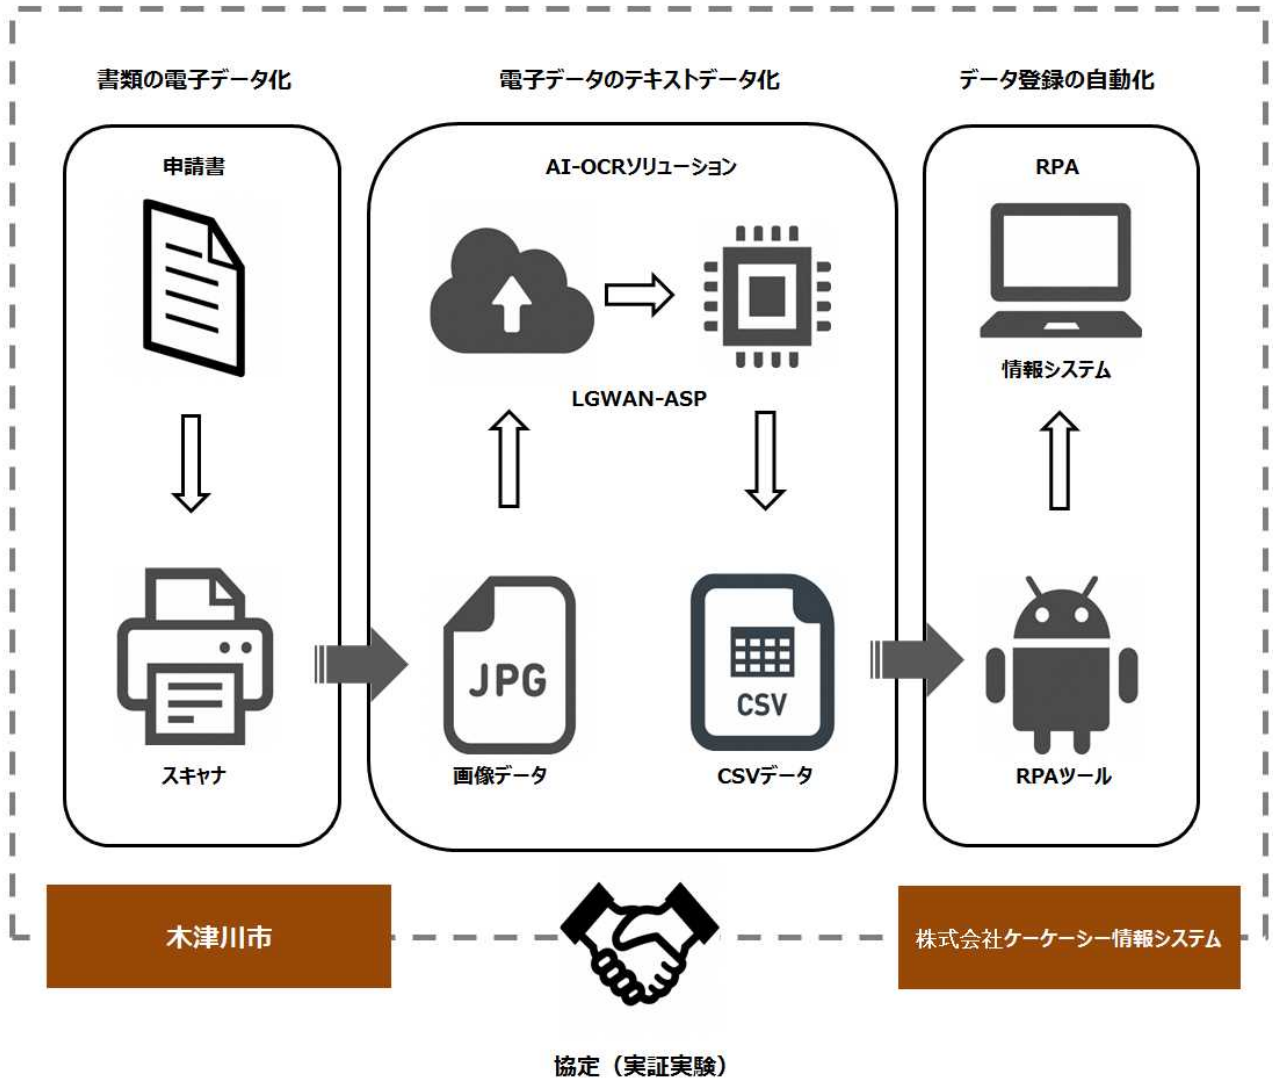 書類の電子データ化
電子データのテキストデータ化
データ登録の自動化
申請書
スキャナ
AI-OCRソリューション
LGWAN-ASP
JPG
画像データ
CSV
CSVデータ
RPA
情報システム
RPAツール
木津川市
株式会社ケーケーシー情報システム
協定（実証実験）